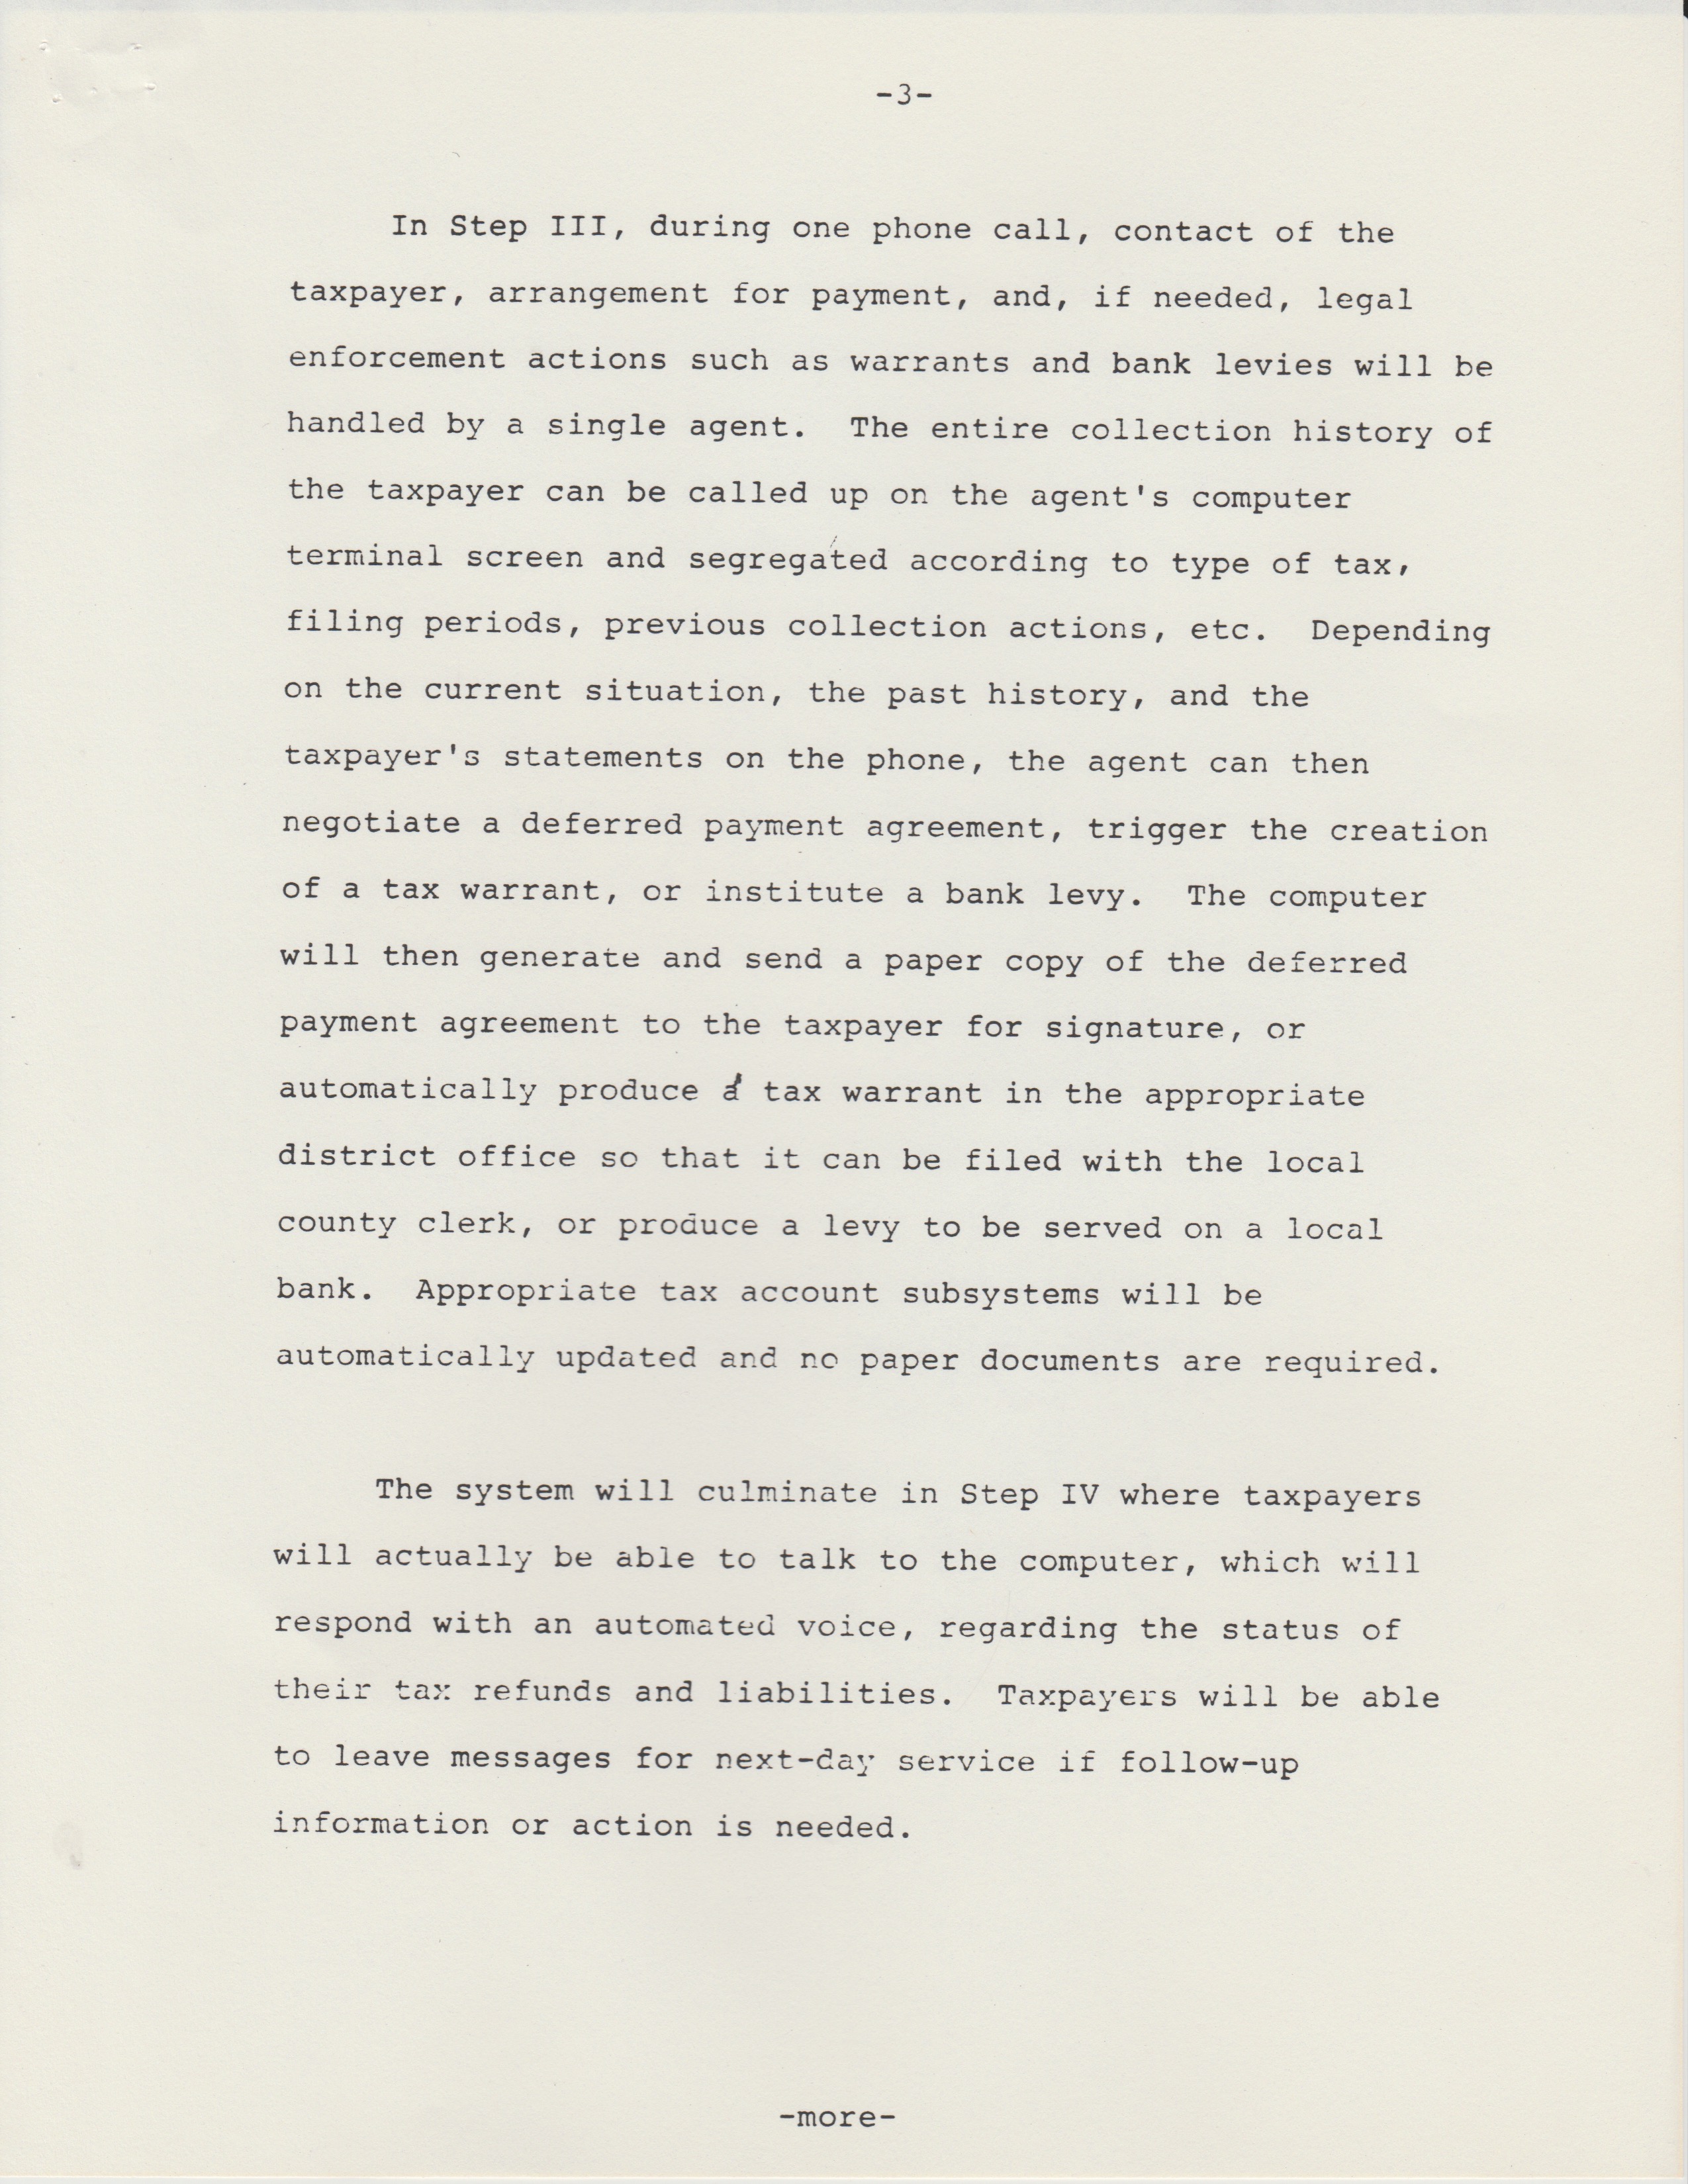 -3-
In Step III, during one phone call, contact of the
taxpayer, arrangement for payment, and, if needed, legal
enforcement actions such as warrants and bank levies will be
handled by a single agent.  The entire collection history of
the taxpayer can be called up on the agent's computer
terminal screen and segregated according to type of tax,
filing periods, previous collection actions, etc.  Depending
on the current situation, the past history, and the
taxpayer's statements on the phone, the agent can then
negotiate a deferred payment agreement, trigger the creation
of a tax warrant, or institute a bank levy.  The computer
will then generate and send a paper copy of the deferred
payment agreement to the taxpayer for signature, or
automatically produce a tax warrant in the appropriate
district office so that it can be filed with the local
county clerk, or produce a levy to be served on a local
bank.  Appropriate tax account subsystems will be
automatically updated and no paper documents are required.
The system will culminate in Step IV where taxpayers
will actually be able to talk to the computer, which will
respond with an automated voice, regarding the status of
their tax refunds and liabilities.  Taxpayers will be able
to leave messages for next-day service if follow-up
information or action is needed.
-more-